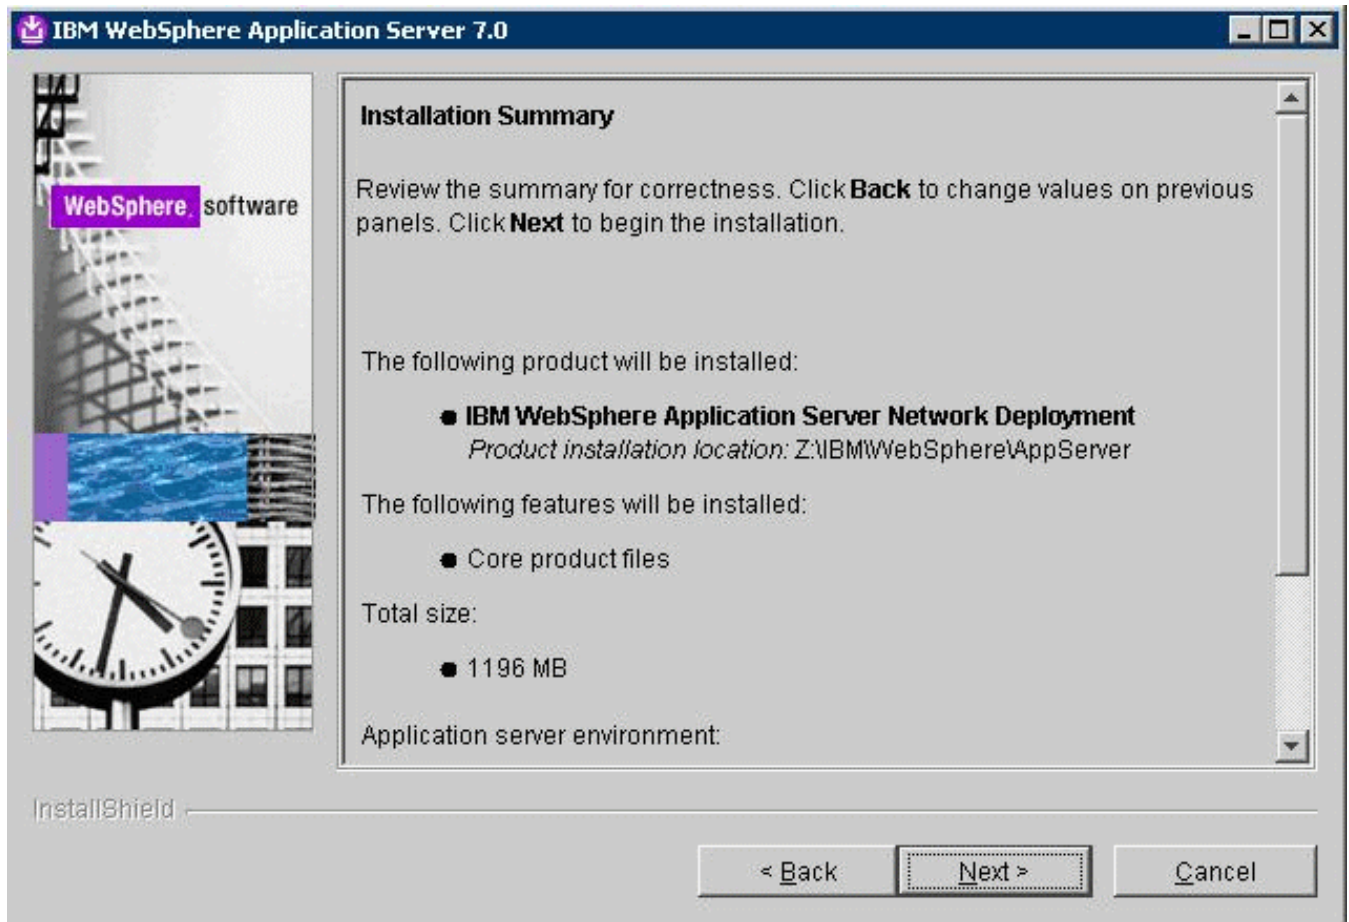 IBM WebSphere Application Server 7.0
WebSphere. software
Installation Summary
Review the summary for correctness. Click Back to change values on previous
panels. Click Next to begin the installation.
The following product will be installed:
● IBM WebSphere Application Server Network Deployment
Product installation location: Z:\IBM\WebSphere\AppServer
The following features will be installed:
● Core product files
Total size:
● 1196 MB
Application server environment:
InstallShield
< Back
Next >
Cancel